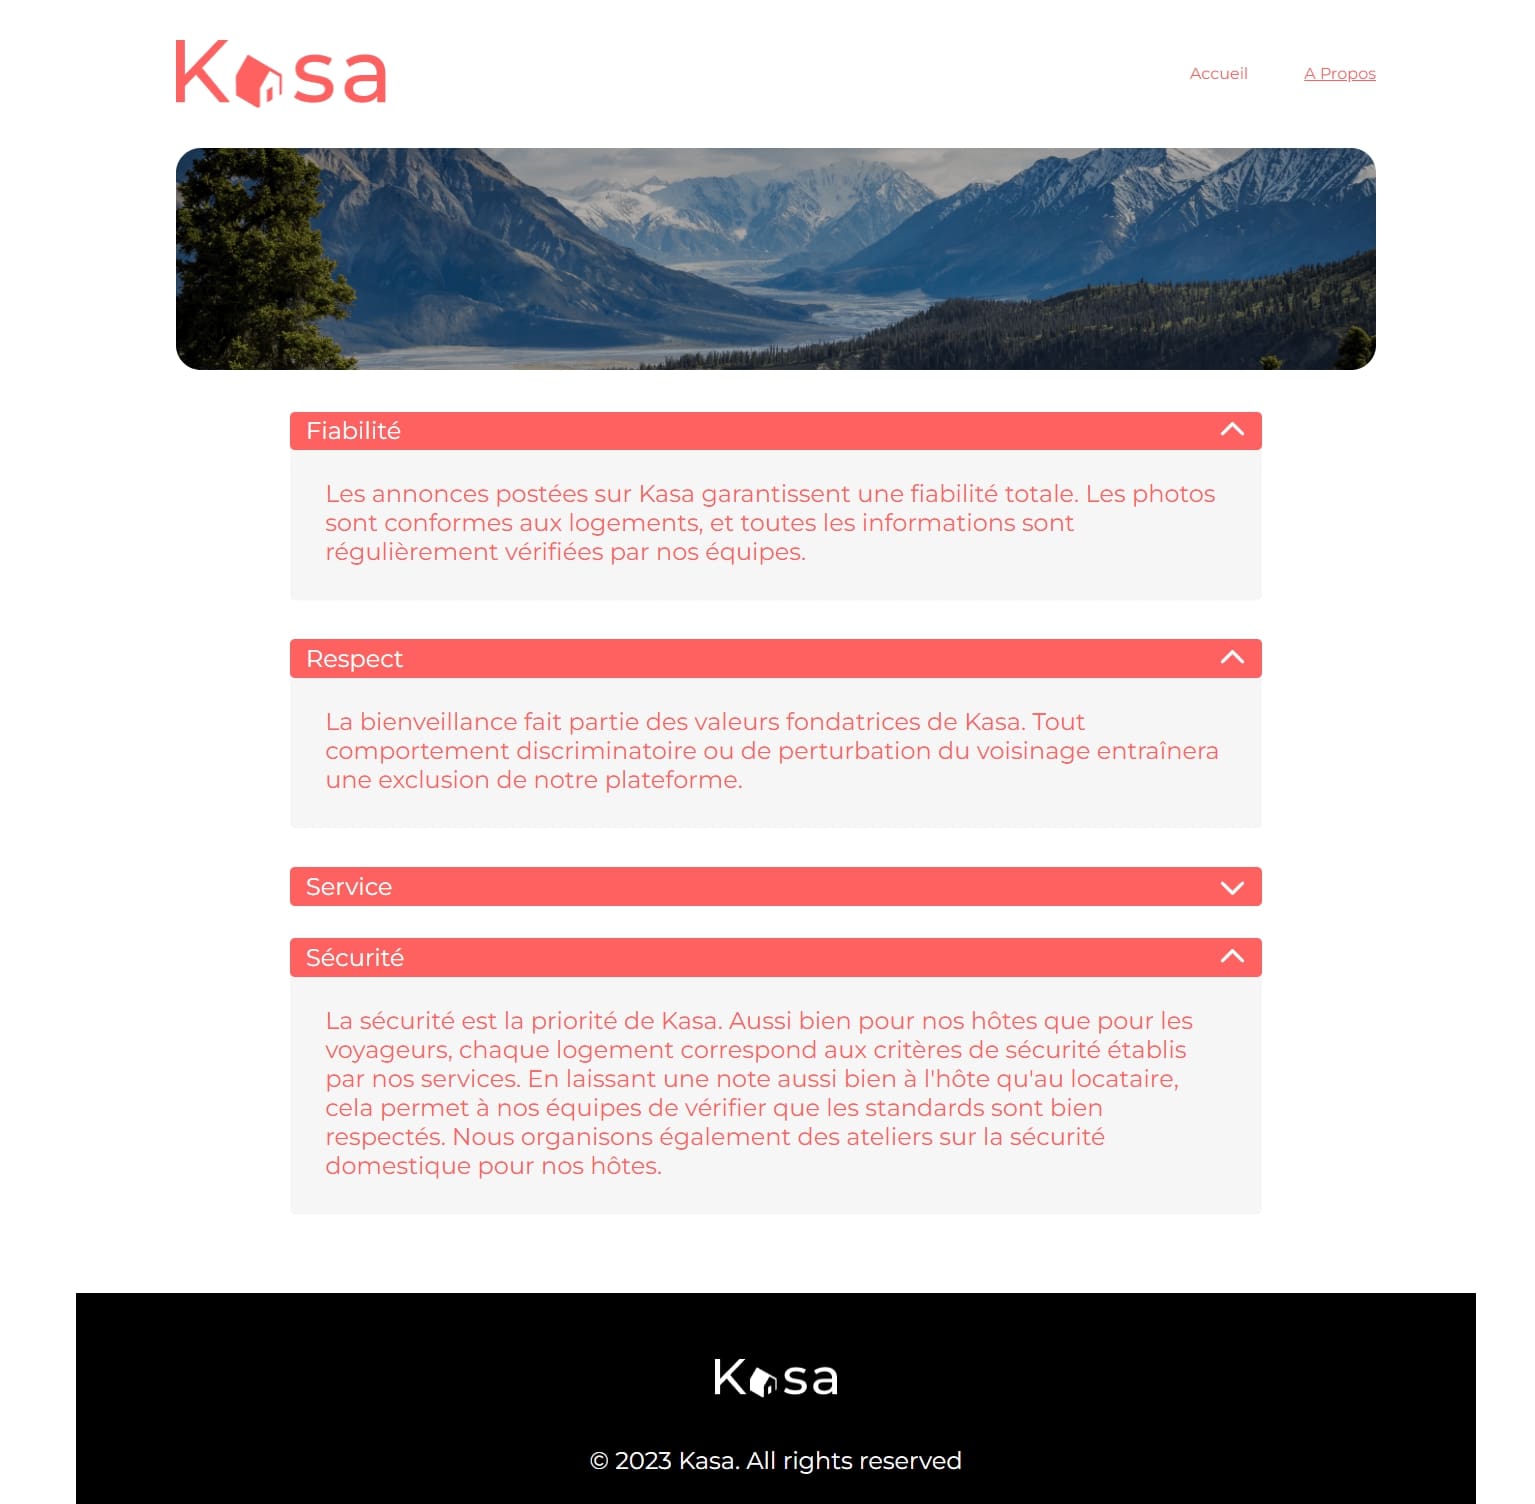 Kasa
Accueil
A Propos
Fiabilité
Les annonces postées sur Kasa garantissent une fiabilité totale. Les photos
sont conformes aux logements, et toutes les informations sont
régulièrement vérifiées par nos équipes.
Respect
La bienveillance fait partie des valeurs fondatrices de Kasa. Tout
comportement discriminatoire ou de perturbation du voisinage entraînera
une exclusion de notre plateforme.
Service
Sécurité
La sécurité est la priorité de Kasa. Aussi bien pour nos hôtes que pour les
voyageurs, chaque logement correspond aux critères de sécurité établis
par nos services. En laissant une note aussi bien à l'hôte qu'au locataire,
cela permet à nos équipes de vérifier que les standards sont bien
respectés. Nous organisons également des ateliers sur la sécurité
domestique pour nos hôtes.
Kasa
© 2023 Kasa. All rights reserved